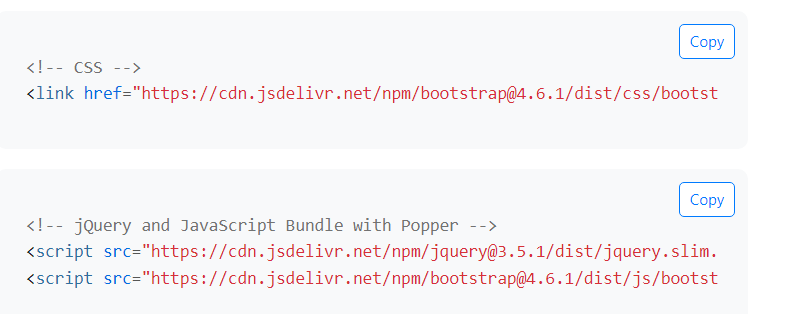 Copy
<!-- CSS -->
<link href="https://cdn.jsdelivr.net/npm/bootstrap@4.6.1/dist/css/bootst
Copy
<!-- jQuery and JavaScript Bundle with Popper -->
<script src="https://cdn.jsdelivr.net/npm/jquery@3.5.1/dist/jquery.slim.
<script src="https://cdn.jsdelivr.net/npm/bootstrap@4.6.1/dist/js/bootst